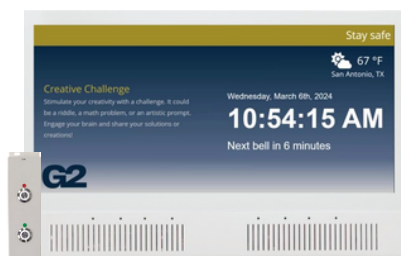 Stay safe
67 °F
San Antonio, TX
Creative Challenge
Stimulate your creativity with a challenge. It could
be a riddle, a math problem, or an artistic prompt.
Engage your brain and share your solutions or
creations!
Wednesday, March 6th, 2024
10:54:15 AM
Next bell in 6 minutes
G2